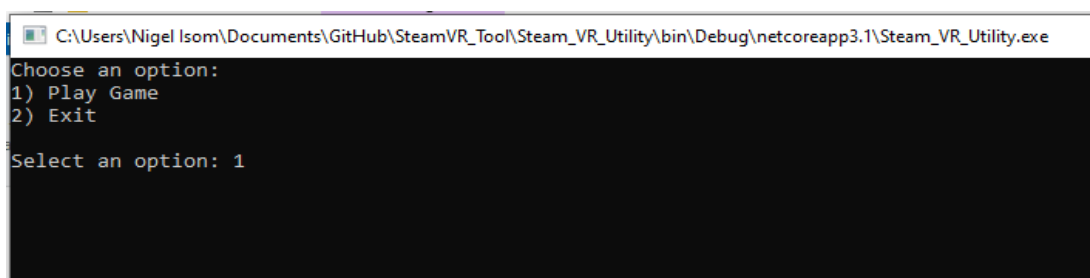 C:\Users\Nigel Isom\Documents\GitHub\SteamVR_Tool\Steam_VR_Utility\bin\Debug\netcoreapp3.1\Steam_VR_Utility.exe
Choose an option:
1) Play Game
2) Exit
Select an option: 1